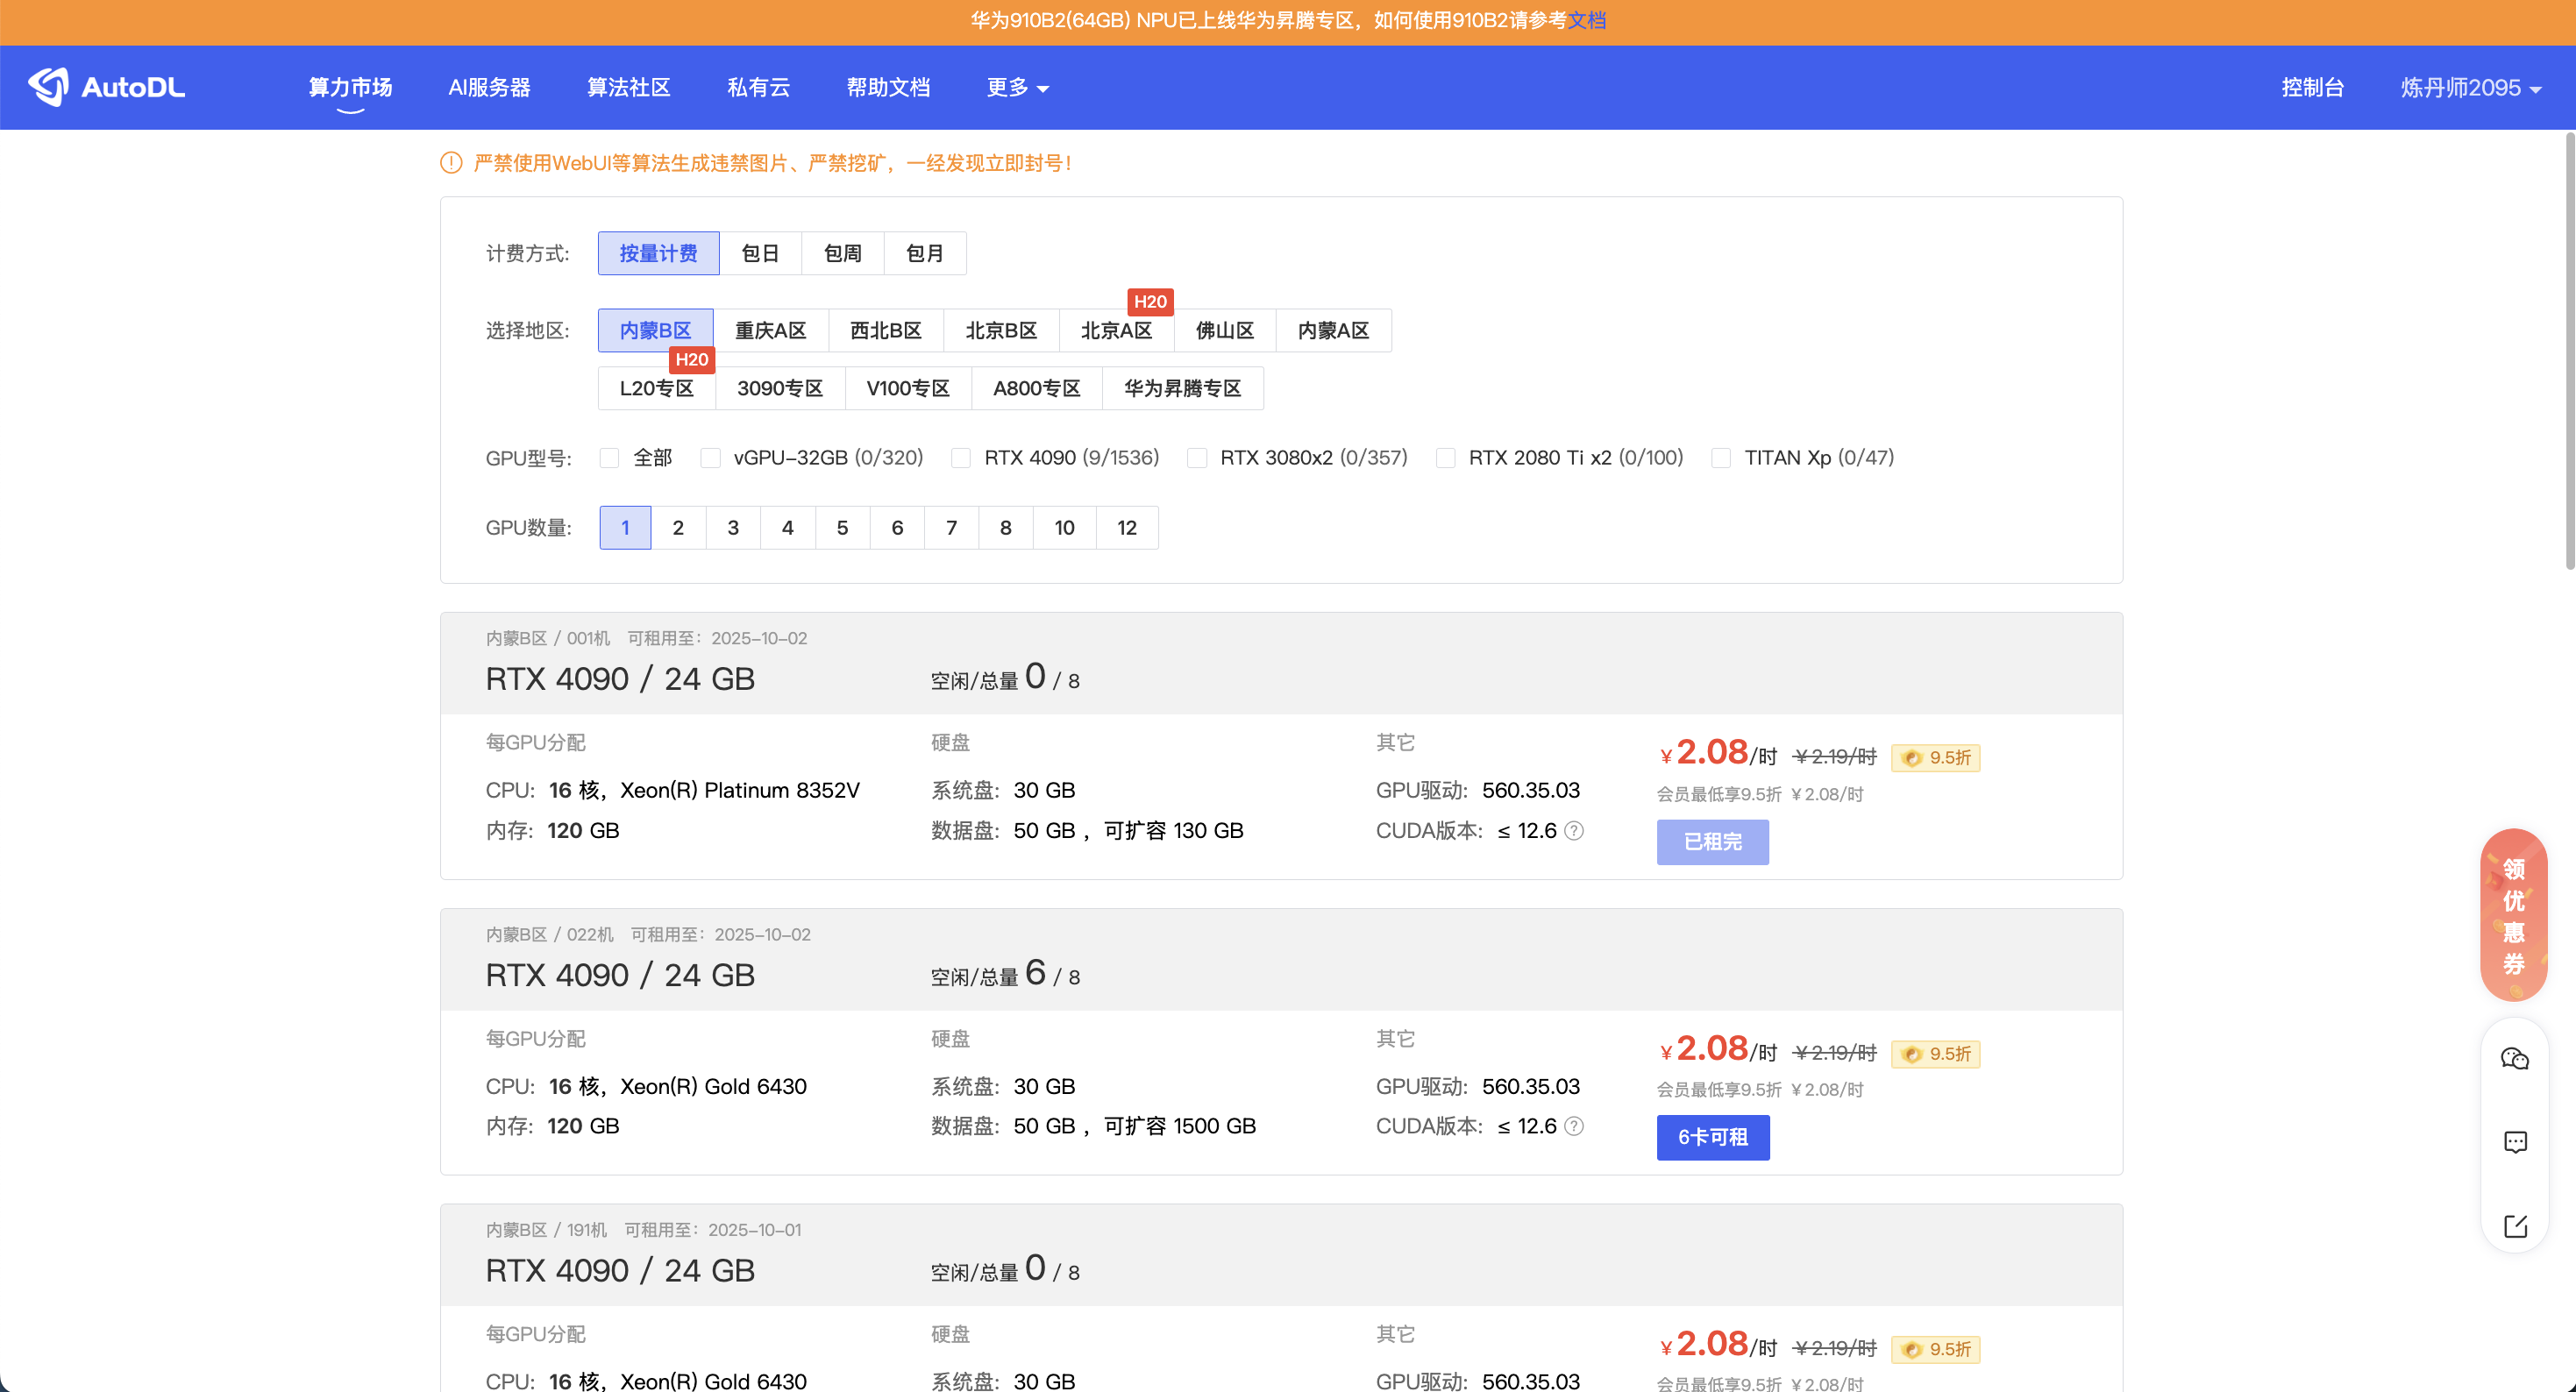 华为910B2(64GB) NPU已上线华为昇腾专区，如何使用910B2请参考文档
AutoDL 算力市场 AI服务器 算法社区 私有云 帮助文档 更多 控制台 炼丹师2095
严禁使用WebUI等算法生成违禁图片、严禁挖矿，一经发现立即封号！
计费方式: 按量计费 包日 包周 包月
H20
选择地区: 内蒙B区 重庆A区 西北B区 北京B区 北京A区 佛山区 内蒙A区
H20
L20专区 3090专区 V100专区 A800专区 华为昇腾专区
GPU型号: 全部 vGPU-32GB (0/320) RTX 4090 (9/1536) RTX 3080x2 (0/357) RTX 2080 Ti x2 (0/100) TITAN Xp (0/47)
GPU数量: 1 2 3 4 5 6 7 8 10 12
内蒙B区 / 001机 可租用至：2025-10-02
RTX 4090 / 24 GB 空闲/总量 0 / 8
每GPU分配 硬盘 其它 ￥2.08/时 ￥2.19/时 9.5折
CPU: 16 核，Xeon(R) Platinum 8352V 系统盘: 30 GB GPU驱动: 560.35.03 会员最低享9.5折 ￥2.08/时
内存: 120 GB 数据盘: 50 GB ，可扩容 130 GB CUDA版本: ≤ 12.6 ? 已租完
内蒙B区 / 022机 可租用至：2025-10-02
RTX 4090 / 24 GB 空闲/总量 6 / 8
每GPU分配 硬盘 其它 ￥2.08/时 ￥2.19/时 9.5折
CPU: 16 核，Xeon(R) Gold 6430 系统盘: 30 GB GPU驱动: 560.35.03 会员最低享9.5折 ￥2.08/时
内存: 120 GB 数据盘: 50 GB ，可扩容 1500 GB CUDA版本: ≤ 12.6 ? 6卡可租
内蒙B区 / 191机 可租用至：2025-10-01
RTX 4090 / 24 GB 空闲/总量 0 / 8
每GPU分配 硬盘 其它 ￥2.08/时 ￥2.19/时 9.5折
CPU: 16 核，Xeon(R) Gold 6430 系统盘: 30 GB GPU驱动: 560.35.03 会员最低享9.5折 ￥2.08/时
领优惠券